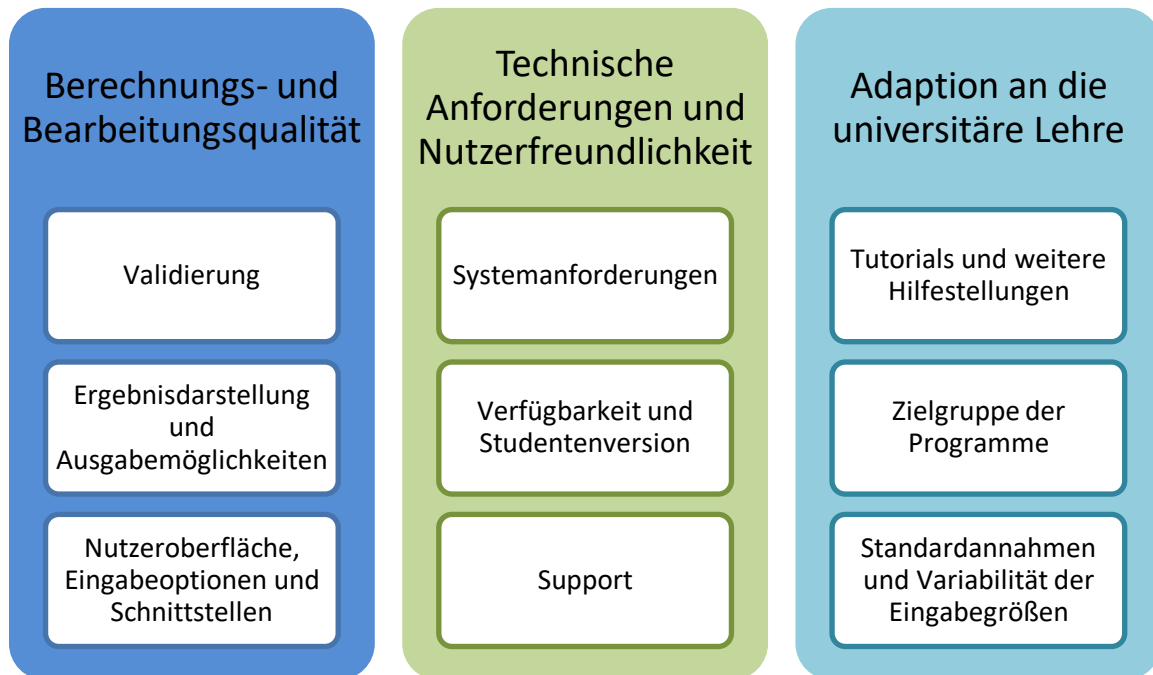 Berechnungs- und
Bearbeitungsqualität
Validierung
Ergebnisdarstellung
und
Ausgabemöglichkeiten
Nutzeroberfläche,
Eingabeoptionen und
Schnittstellen
Technische
Anforderungen und
Nutzerfreundlichkeit
Systemanforderungen
Verfügbarkeit und
Studentenversion
Support
Adaption an die
universitäre Lehre
Tutorials und weitere
Hilfestellungen
Zielgruppe der
Programme
Standardannahmen
und Variabilität der
Eingabegrößen